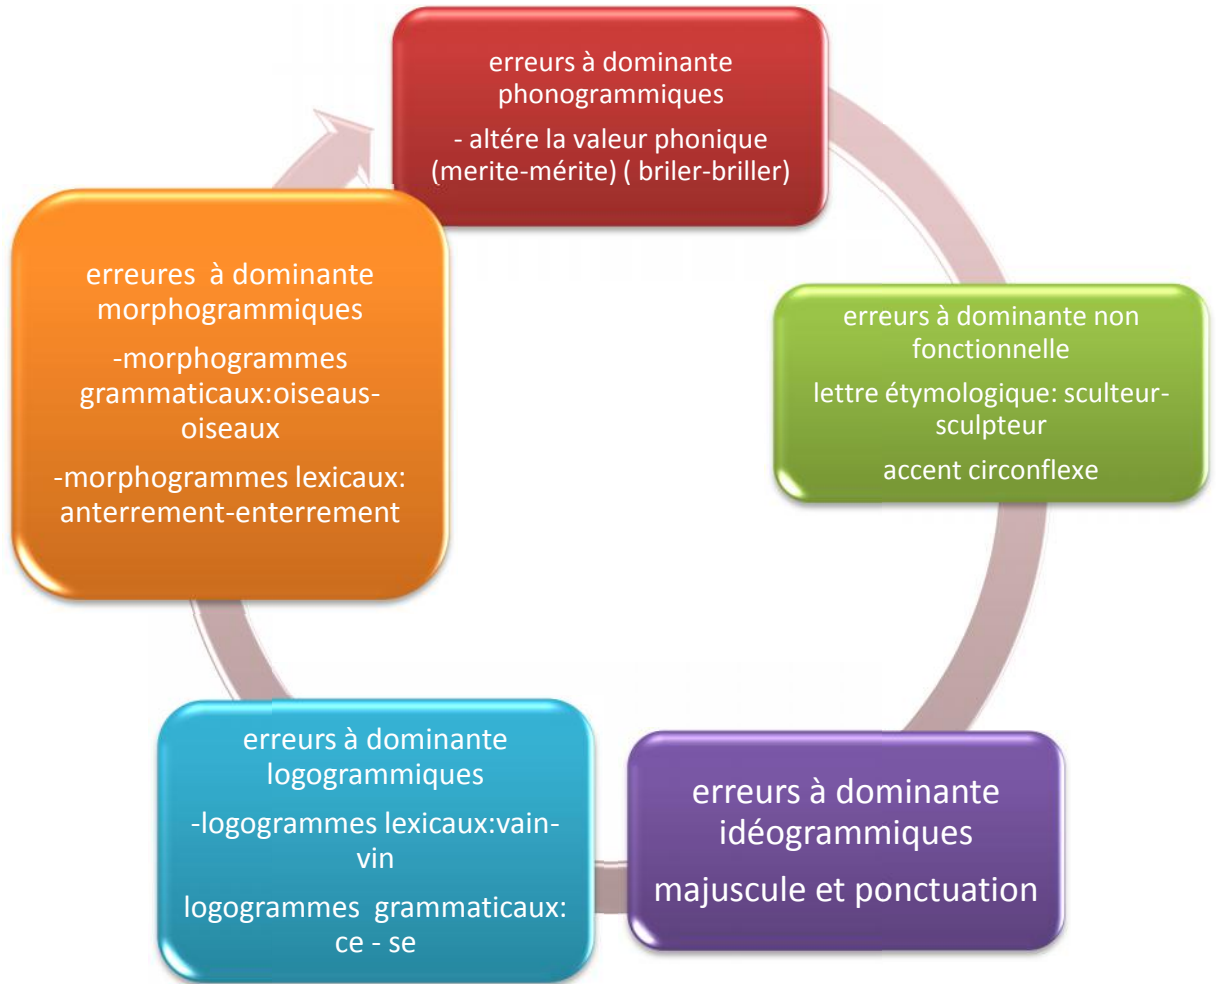 erreurs à dominante
phonogrammiques
- altére la valeur phonique
(merite-mérite) ( briler-briller)
erreurs à dominante non
fonctionnelle
lettre étymologique: sculteur-
sculpteur
accent circonflexe
erreurs à dominante
idéogrammiques
majuscule et ponctuation
erreurs à dominante
logogrammiques
-logogrammes lexicaux:vain-
vin
logogrammes grammaticaux:
ce - se
erreures à dominante
morphogrammiques
-morphogrammes
grammaticaux:oiseaus-
oiseaux
-morphogrammes lexicaux:
anterrement-enterrement